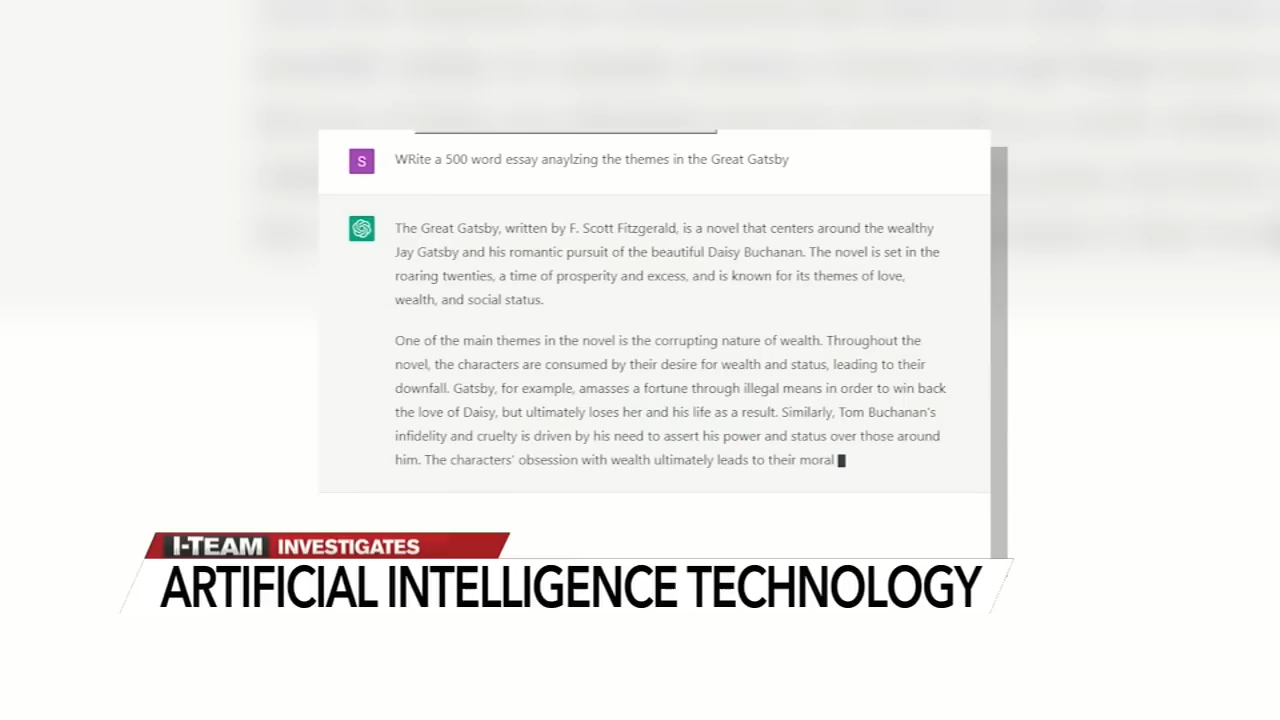 S
WRite a 500 word essay anaylzing the themes in the Great Gatsby
The Great Gatsby, written by F. Scott Fitzgerald, is a novel that centers around the wealthy
Jay Gatsby and his romantic pursuit of the beautiful Daisy Buchanan. The novel is set in the
roaring twenties, a time of prosperity and excess, and is known for its themes of love,
wealth, and social status.
One of the main themes in the novel is the corrupting nature of wealth. Throughout the
novel, the characters are consumed by their desire for wealth and status, leading to their
downfall. Gatsby, for example, amasses a fortune through illegal means in order to win back
the love of Daisy, but ultimately loses her and his life as a result. Similarly, Tom Buchanan's
infidelity and cruelty is driven by his need to assert his power and status over those around
him. The characters' obsession with wealth ultimately leads to their moral
I-TEAM INVESTIGATES
ARTIFICIAL INTELLIGENCE TECHNOLOGY